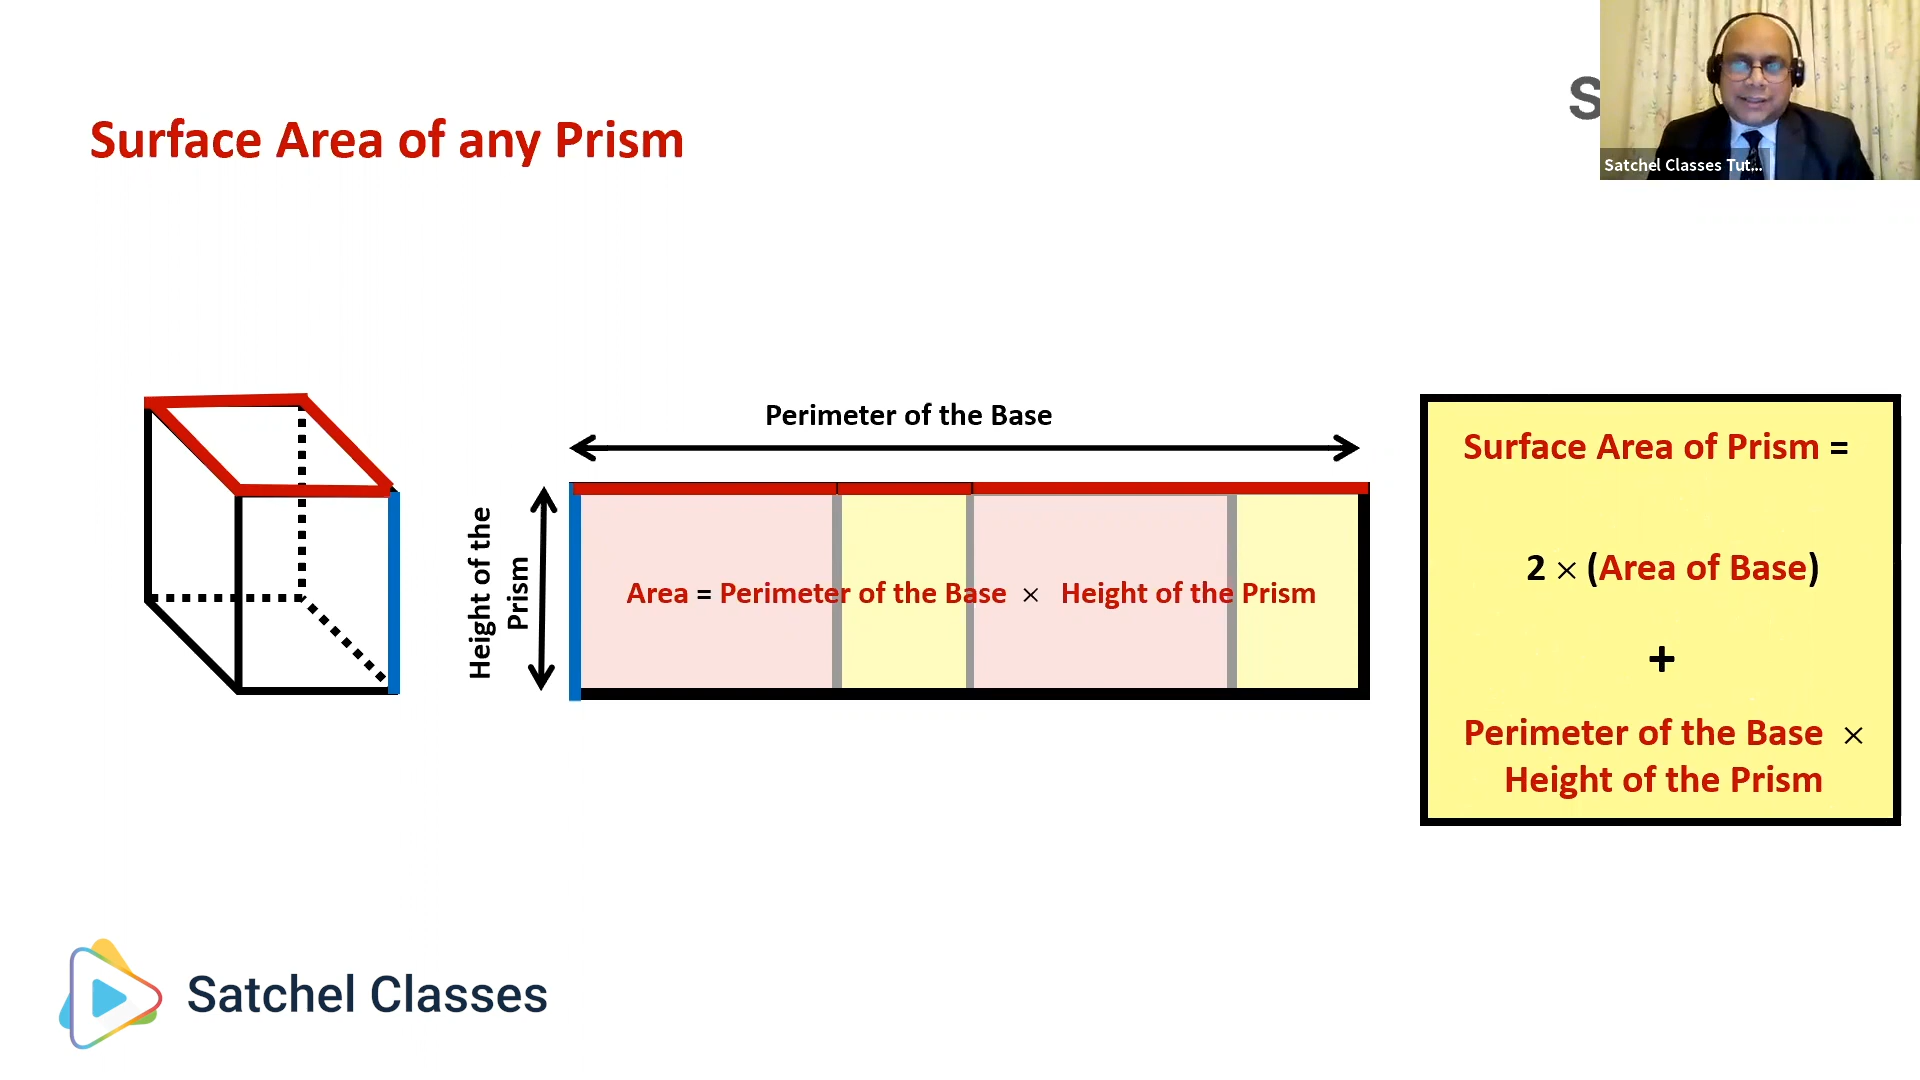 Surface Area of any Prism
S
Satchel Classes Tut...
Perimeter of the Base
Height of the
Prism
Area = Perimeter of the Base × Height of the Prism
Surface Area of Prism =
2 × (Area of Base)
+
Perimeter of the Base ×
Height of the Prism
Satchel Classes